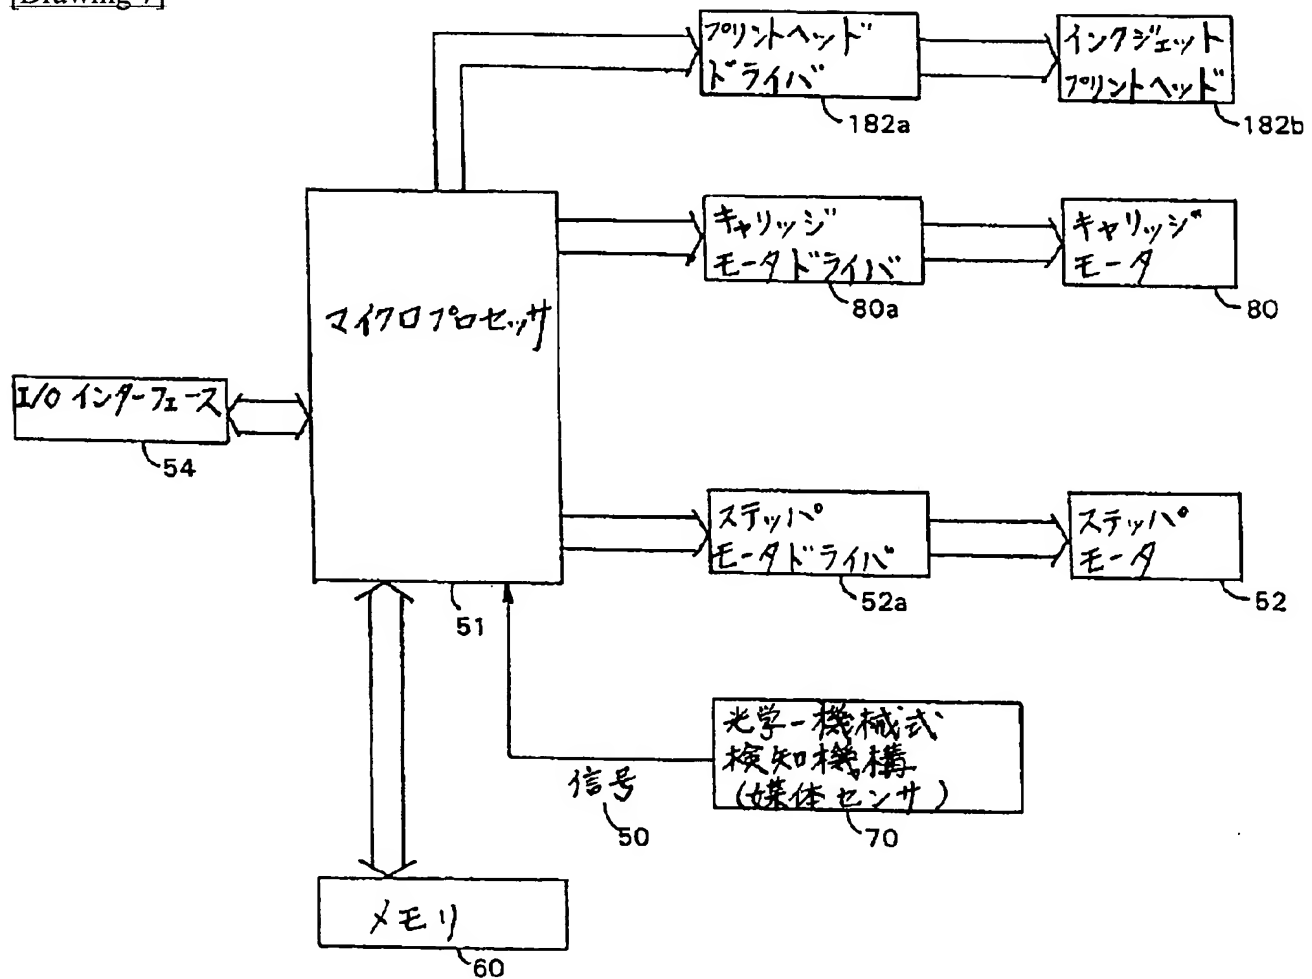 プリントヘッド
ドライバ
182a
インクジェット
プリントヘッド
182b
キャリッジ
モータドライバ
80a
キャリッジ
モータ
80
マイクロプロセッサ
51
I/O インターフェース
54
ステッパ
モータドライバ
52a
ステッパ
モータ
52
光学-機械式
検知機構
(媒体センサ)
70
信号
50
メモリ
60